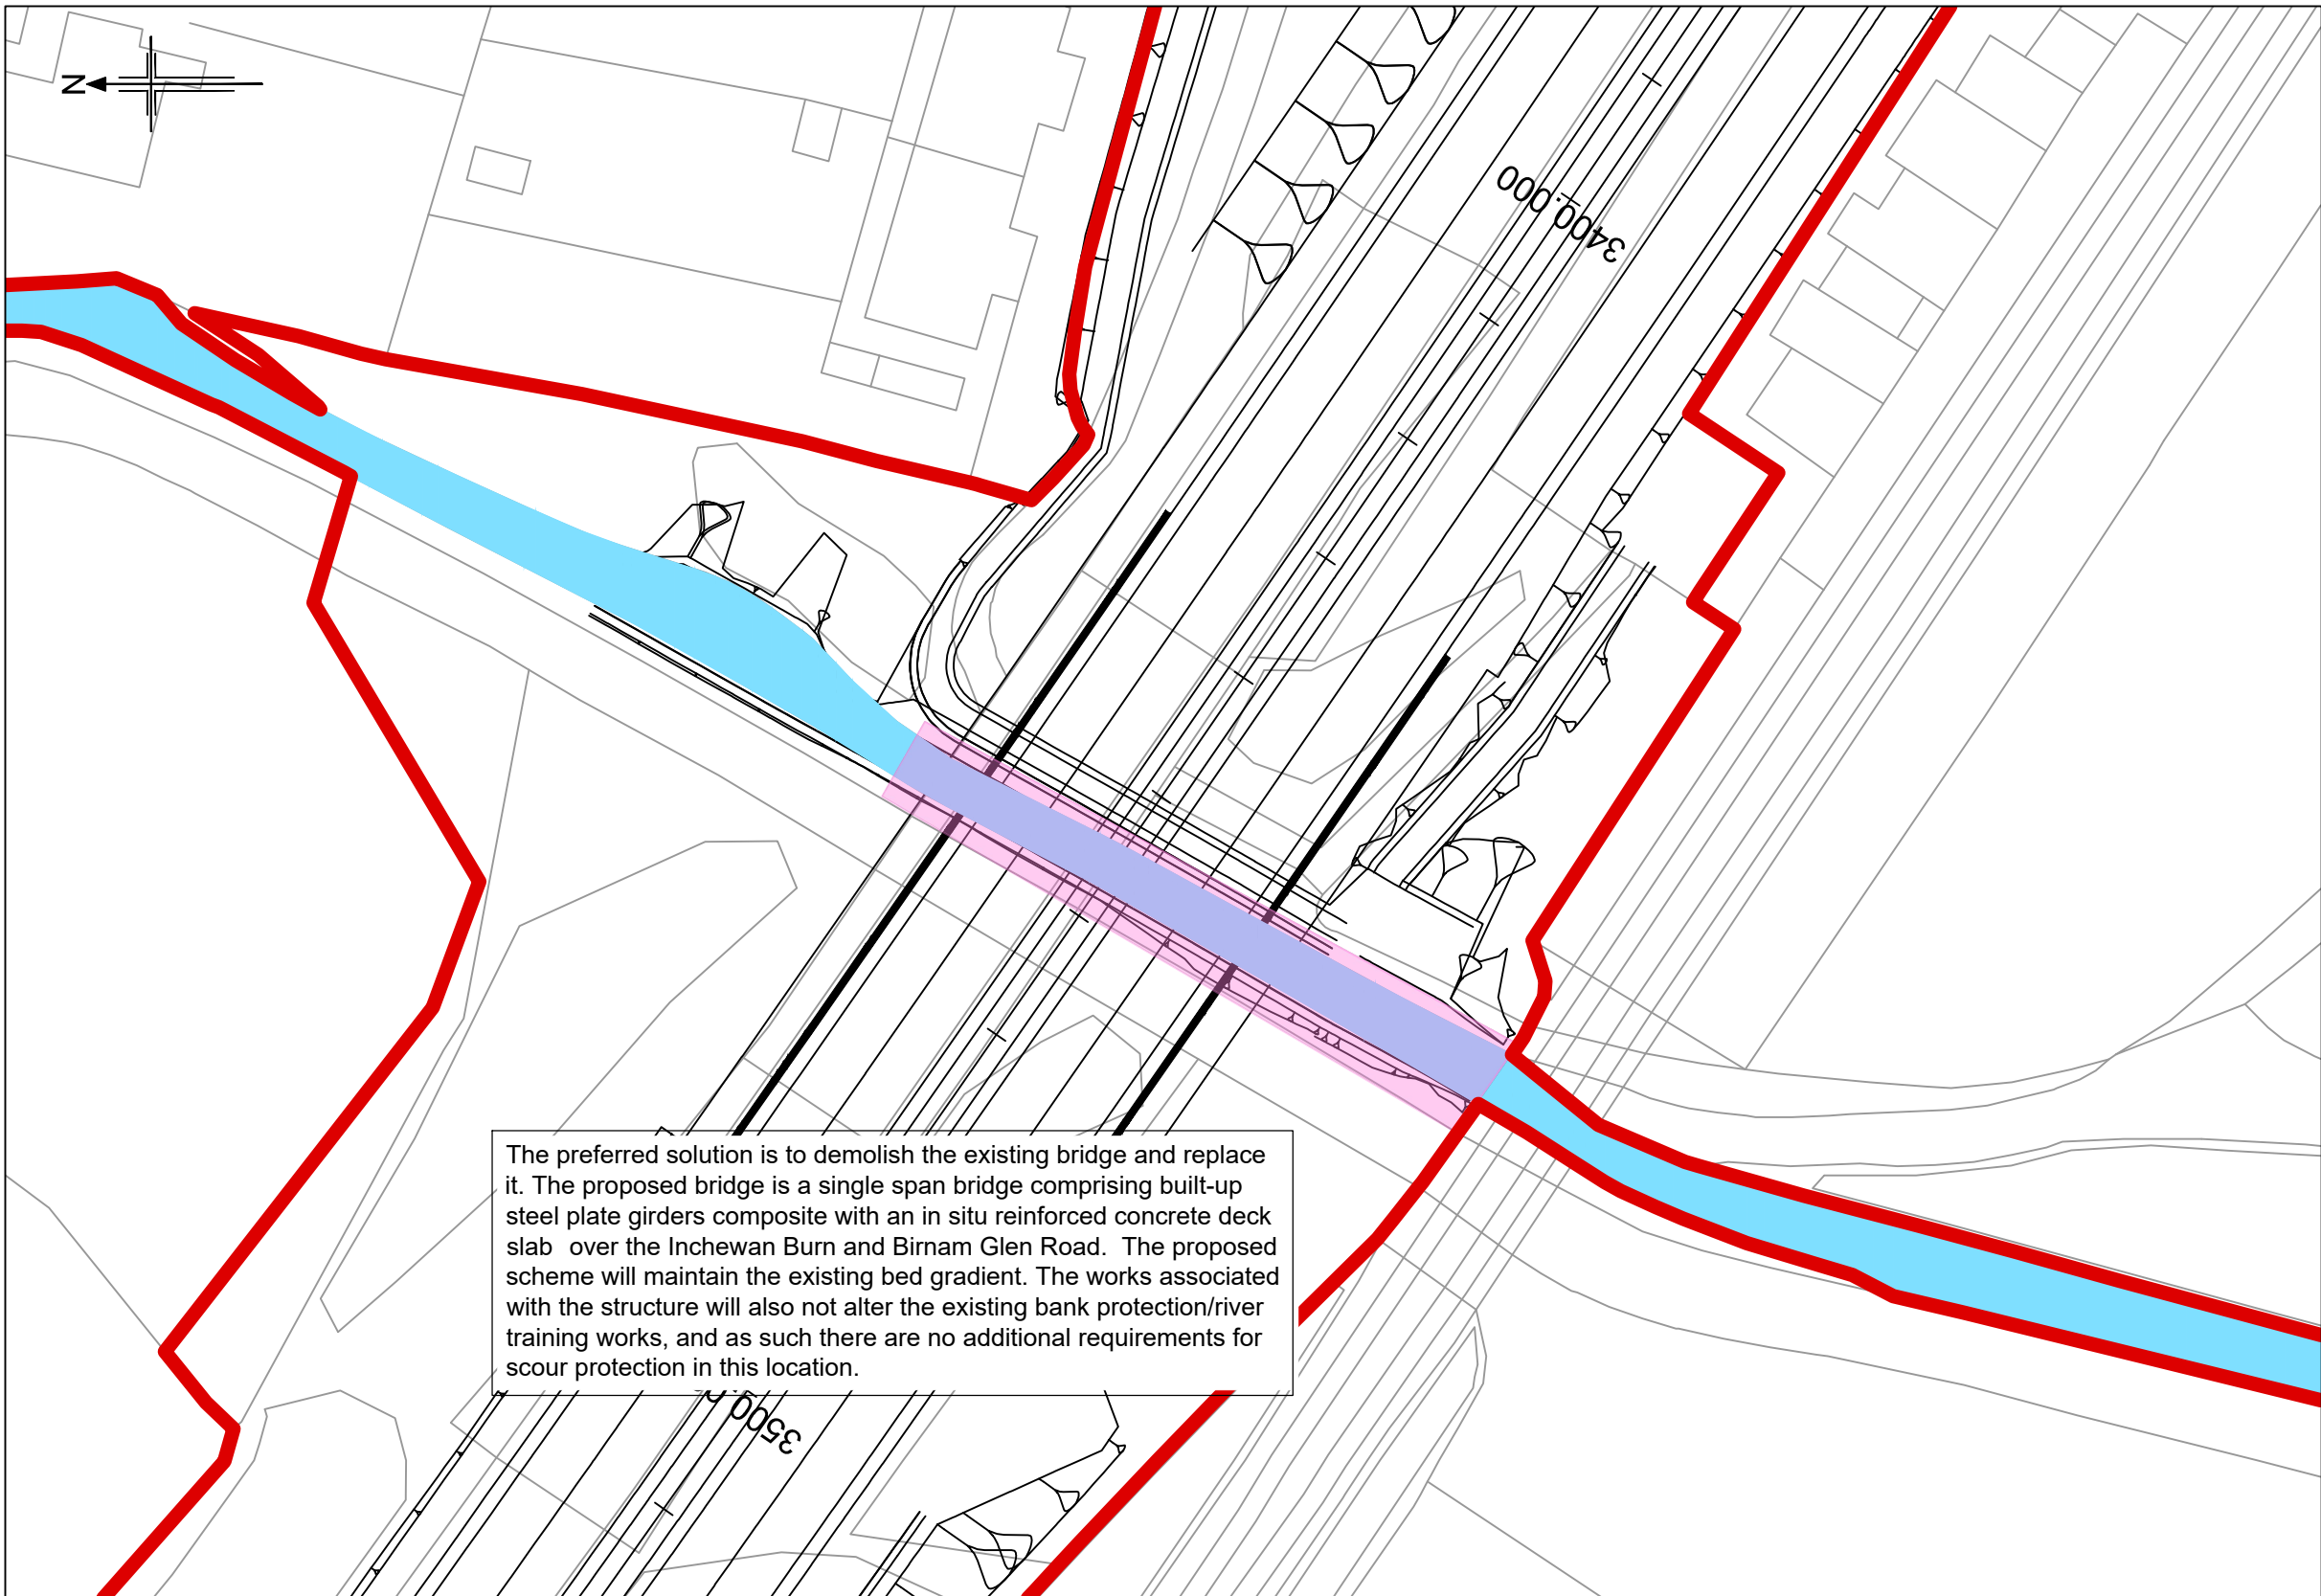 N
3400.000
The preferred solution is to demolish the existing bridge and replace
it. The proposed bridge is a single span bridge comprising built-up
steel plate girders composite with an in situ reinforced concrete deck
slab over the Inchewan Burn and Birnam Glen Road. The proposed
scheme will maintain the existing bed gradient. The works associated
with the structure will also not alter the existing bank protection/river
training works, and as such there are no additional requirements for
scour protection in this location.
3500